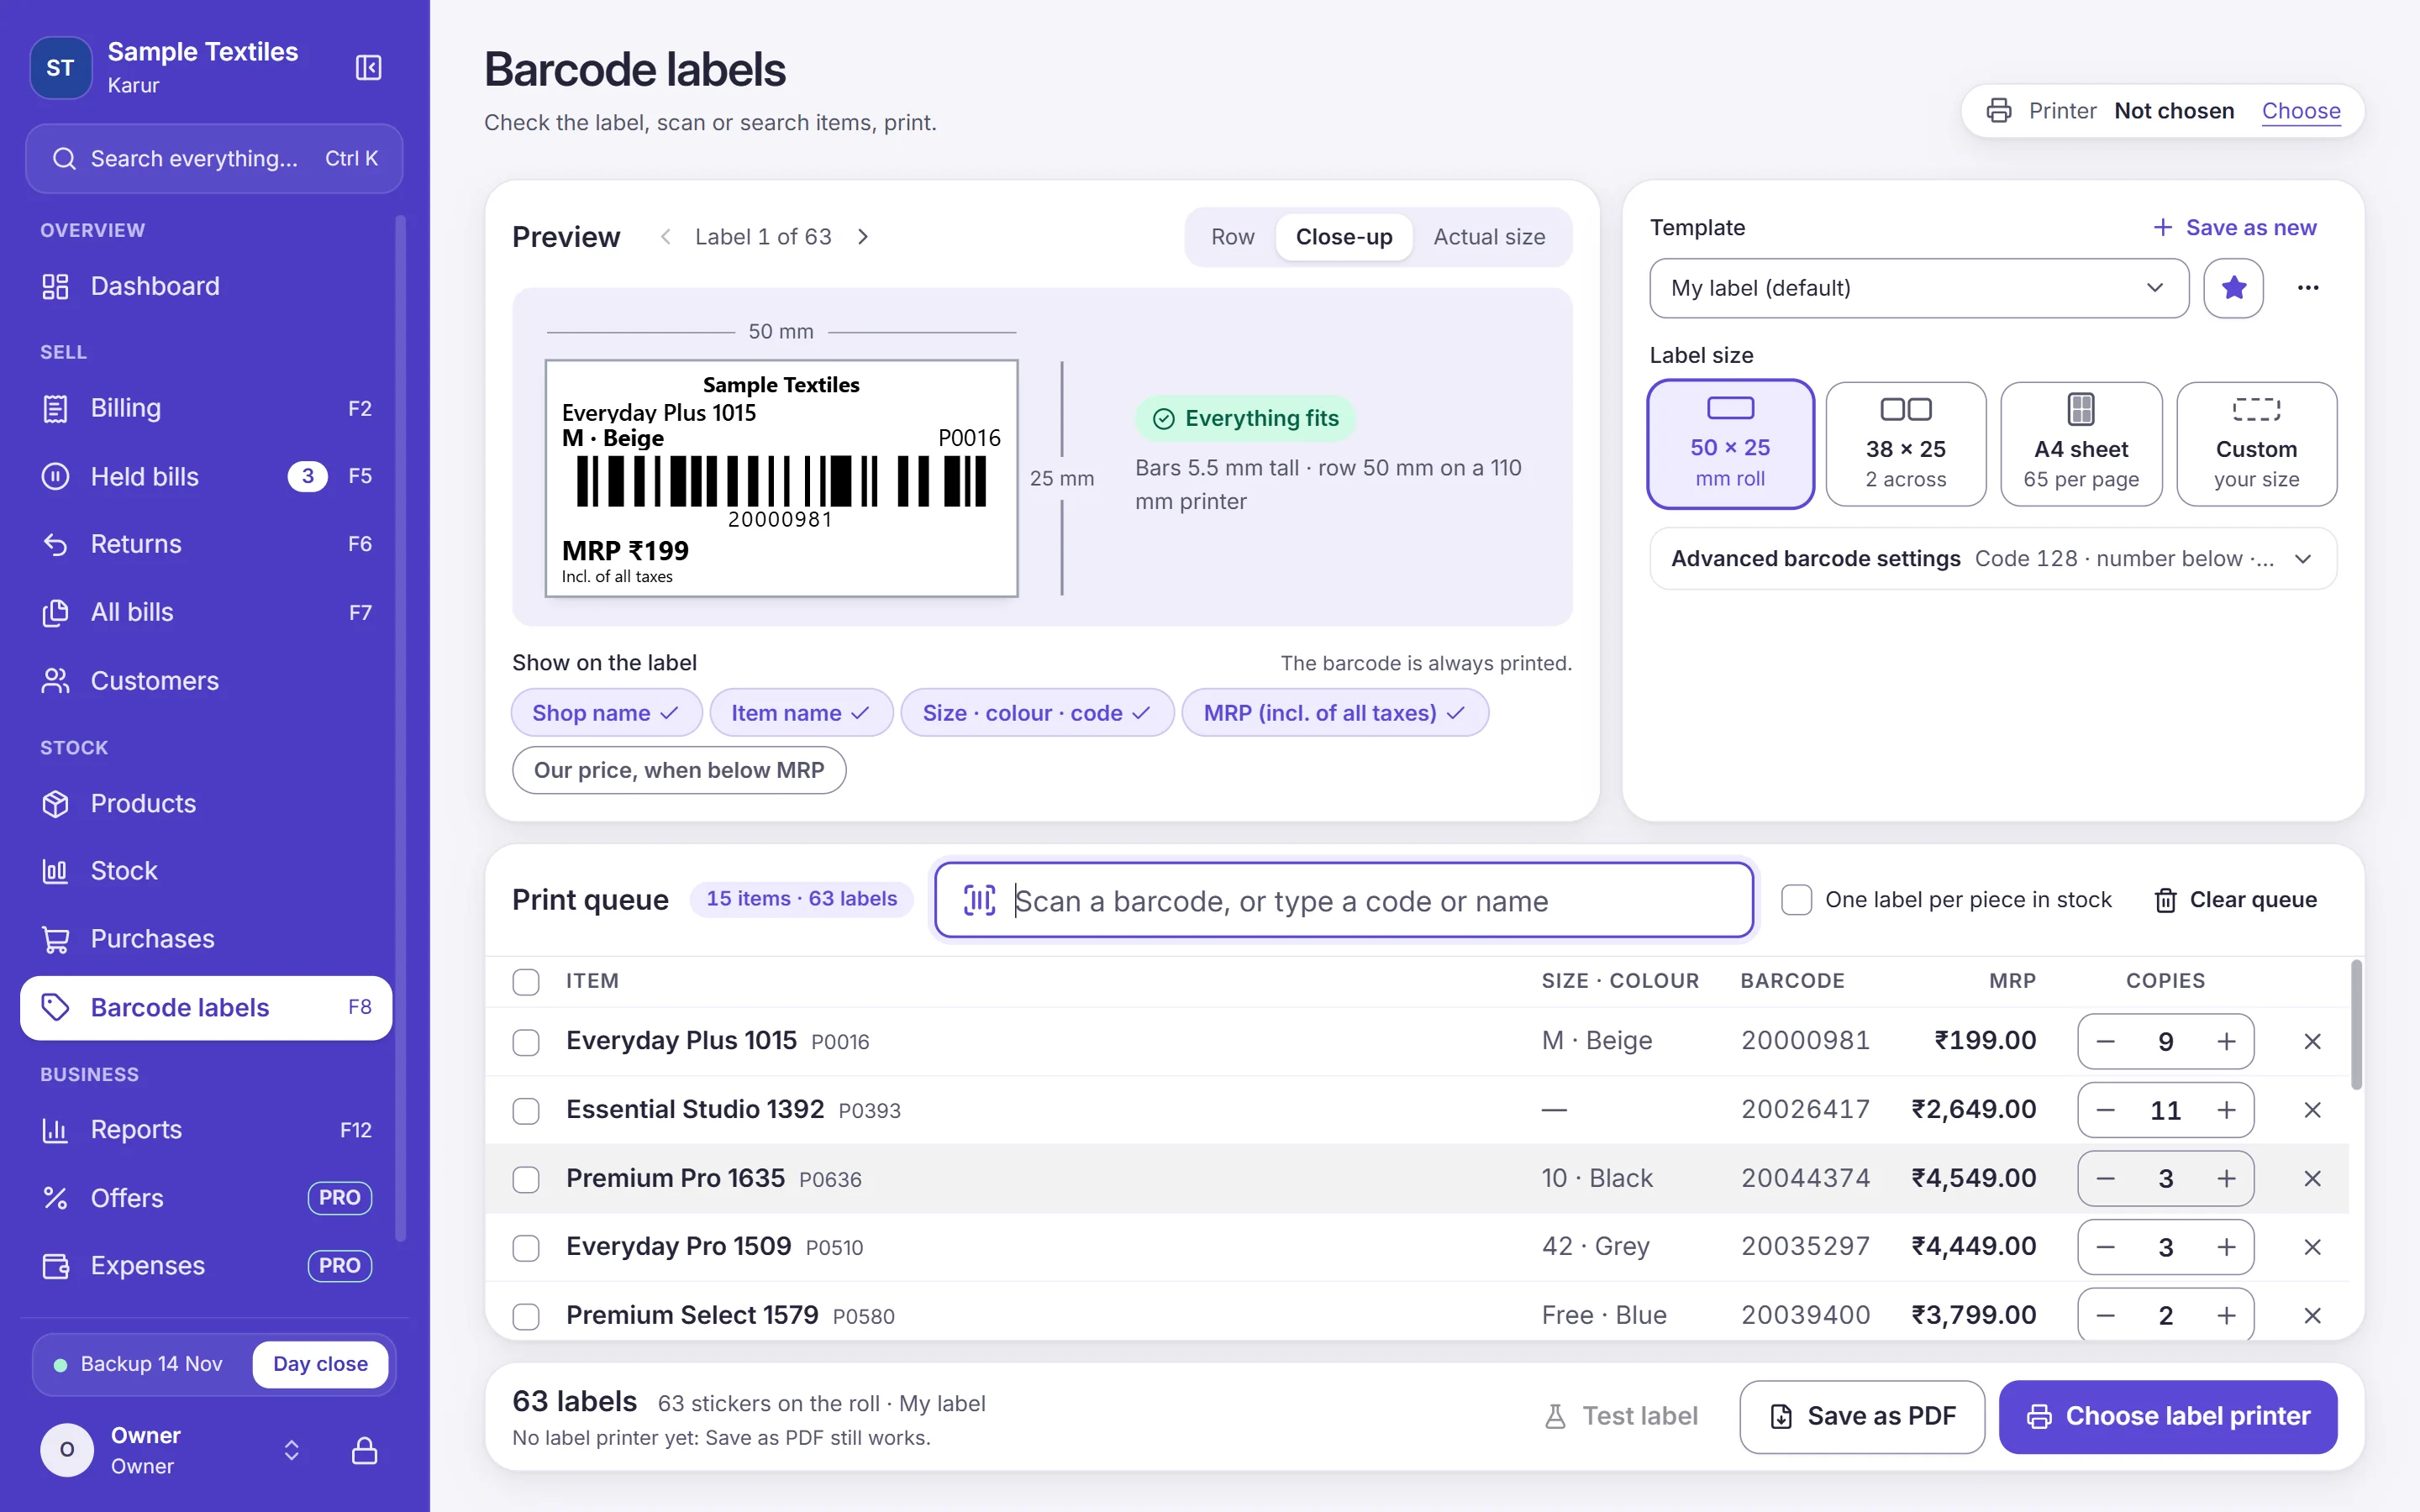 ST
Sample Textiles
Karur
Search everything... Ctrl K
OVERVIEW
Dashboard
SELL
Billing F2
Held bills 3 F5
Returns F6
All bills F7
Customers
STOCK
Products
Stock
Purchases
Barcode labels F8
BUSINESS
Reports F12
Offers PRO
Expenses PRO
Backup 14 Nov Day close
O
Owner
Owner
Barcode labels
Check the label, scan or search items, print.
Printer Not chosen Choose
Preview Label 1 of 63 Row Close-up Actual size
50 mm
Sample Textiles
Everyday Plus 1015
M · Beige P0016
20000981
MRP ₹199
Incl. of all taxes
25 mm
Everything fits
Bars 5.5 mm tall · row 50 mm on a 110
mm printer
Show on the label The barcode is always printed.
Shop name Item name Size · colour · code MRP (incl. of all taxes)
Our price, when below MRP
Template Save as new
My label (default)
Label size
50 × 25
mm roll
38 × 25
2 across
A4 sheet
65 per page
Custom
your size
Advanced barcode settings Code 128 · number below ·...
Print queue 15 items · 63 labels Scan a barcode, or type a code or name One label per piece in stock Clear queue
ITEM SIZE · COLOUR BARCODE MRP COPIES
Everyday Plus 1015 P0016 M · Beige 20000981 ₹199.00 9
Essential Studio 1392 P0393 — 20026417 ₹2,649.00 11
Premium Pro 1635 P0636 10 · Black 20044374 ₹4,549.00 3
Everyday Pro 1509 P0510 42 · Grey 20035297 ₹4,449.00 3
Premium Select 1579 P0580 Free · Blue 20039400 ₹3,799.00 2
63 labels 63 stickers on the roll · My label
No label printer yet: Save as PDF still works.
Test label Save as PDF Choose label printer